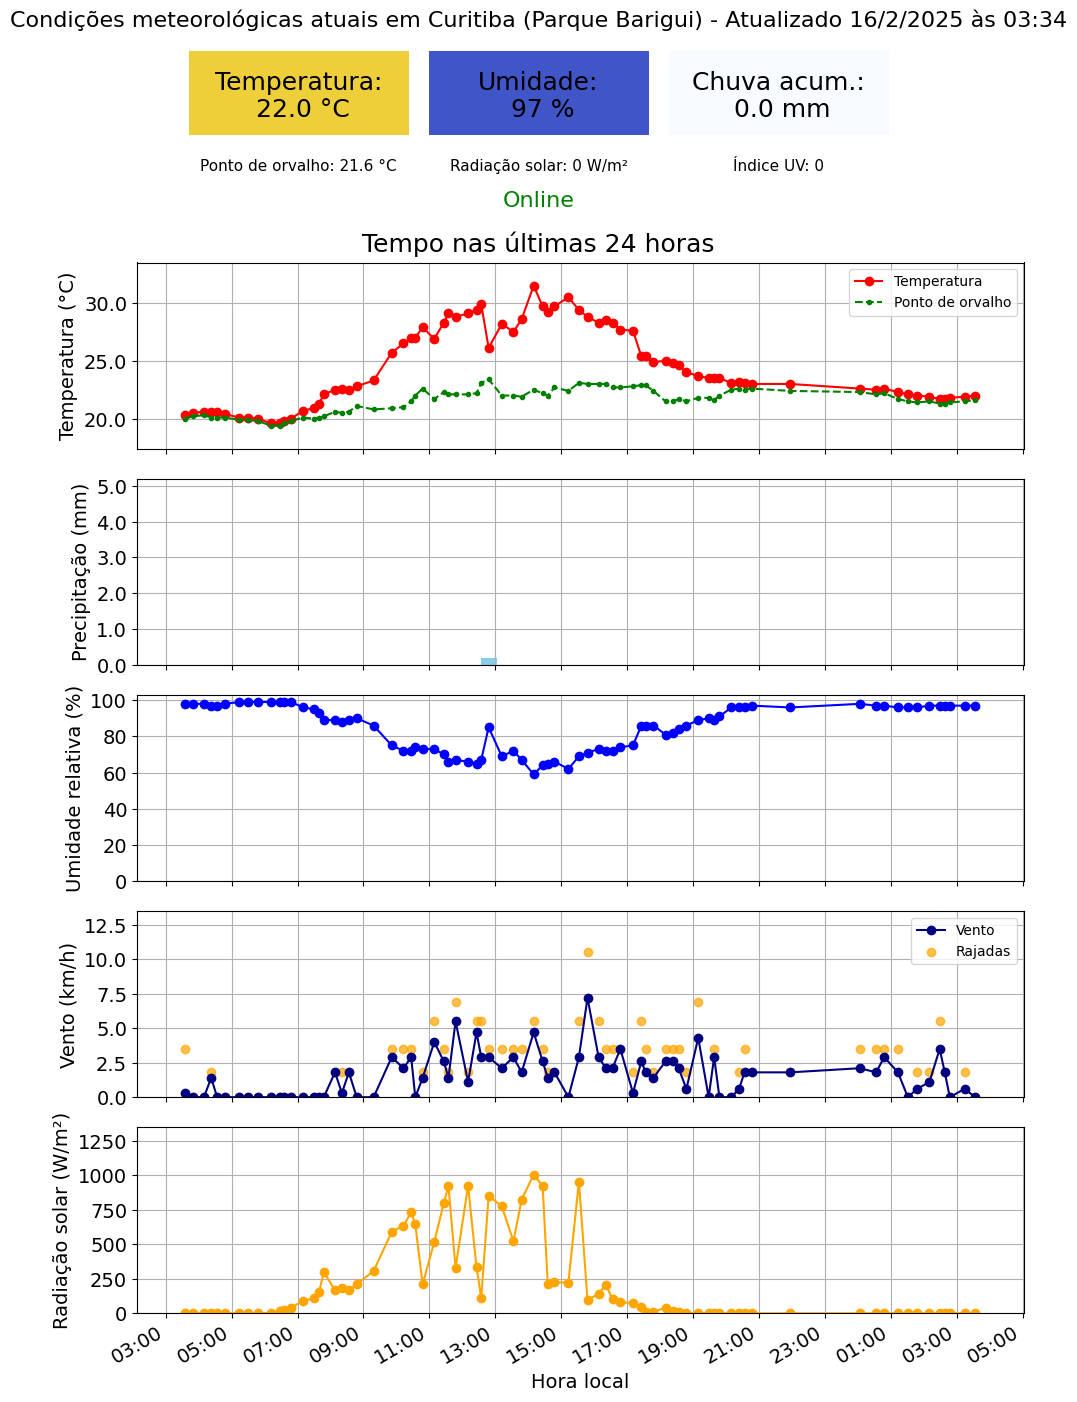 Condições meteorológicas atuais em Curitiba (Parque Barigui) - Atualizado 16/2/2025 às 03:34
Temperatura:
22.0 °C
Umidade:
97 %
Chuva acum.:
0.0 mm
Ponto de orvalho: 21.6 °C
Radiação solar: 0 W/m²
Índice UV: 0
Online
Tempo nas últimas 24 horas
Temperatura (°C)
30.0
25.0
20.0
Temperatura
Ponto de orvalho
Precipitação (mm)
5.0
4.0
3.0
2.0
1.0
0.0
Umidade relativa (%)
100
80
60
40
20
0
Vento (km/h)
12.5
10.0
7.5
5.0
2.5
0.0
Vento
Rajadas
Radiação solar (W/m²)
1250
1000
750
500
250
0
03:00
05:00
07:00
09:00
11:00
13:00
15:00
17:00
19:00
21:00
23:00
01:00
03:00
05:00
Hora local